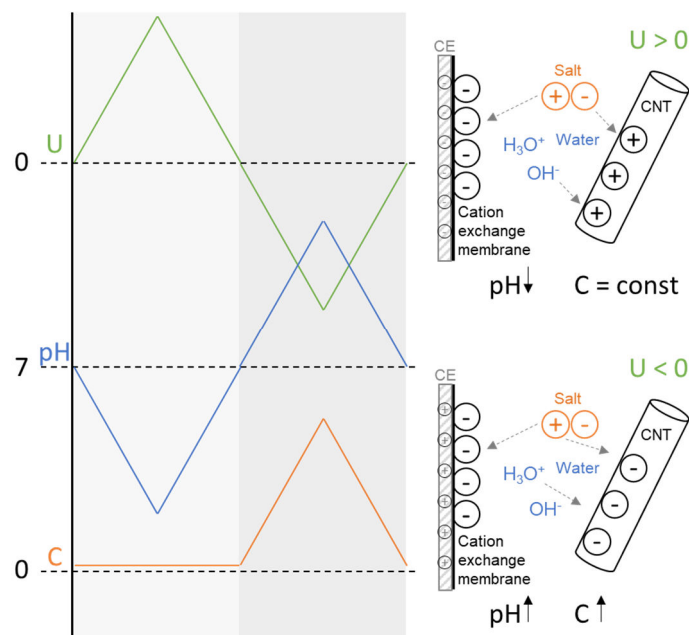 U
0
pH
7
C
0
CE
U > 0
Salt
+ -
CNT
H₃O⁺ Water
OH⁻
- - - -
+ + +
Cation
exchange
membrane
pH↓ C = const
CE
U < 0
Salt
+ -
CNT
H₃O⁺ Water
OH⁻
- - - -
- - -
Cation
exchange
membrane
pH↑ C↑